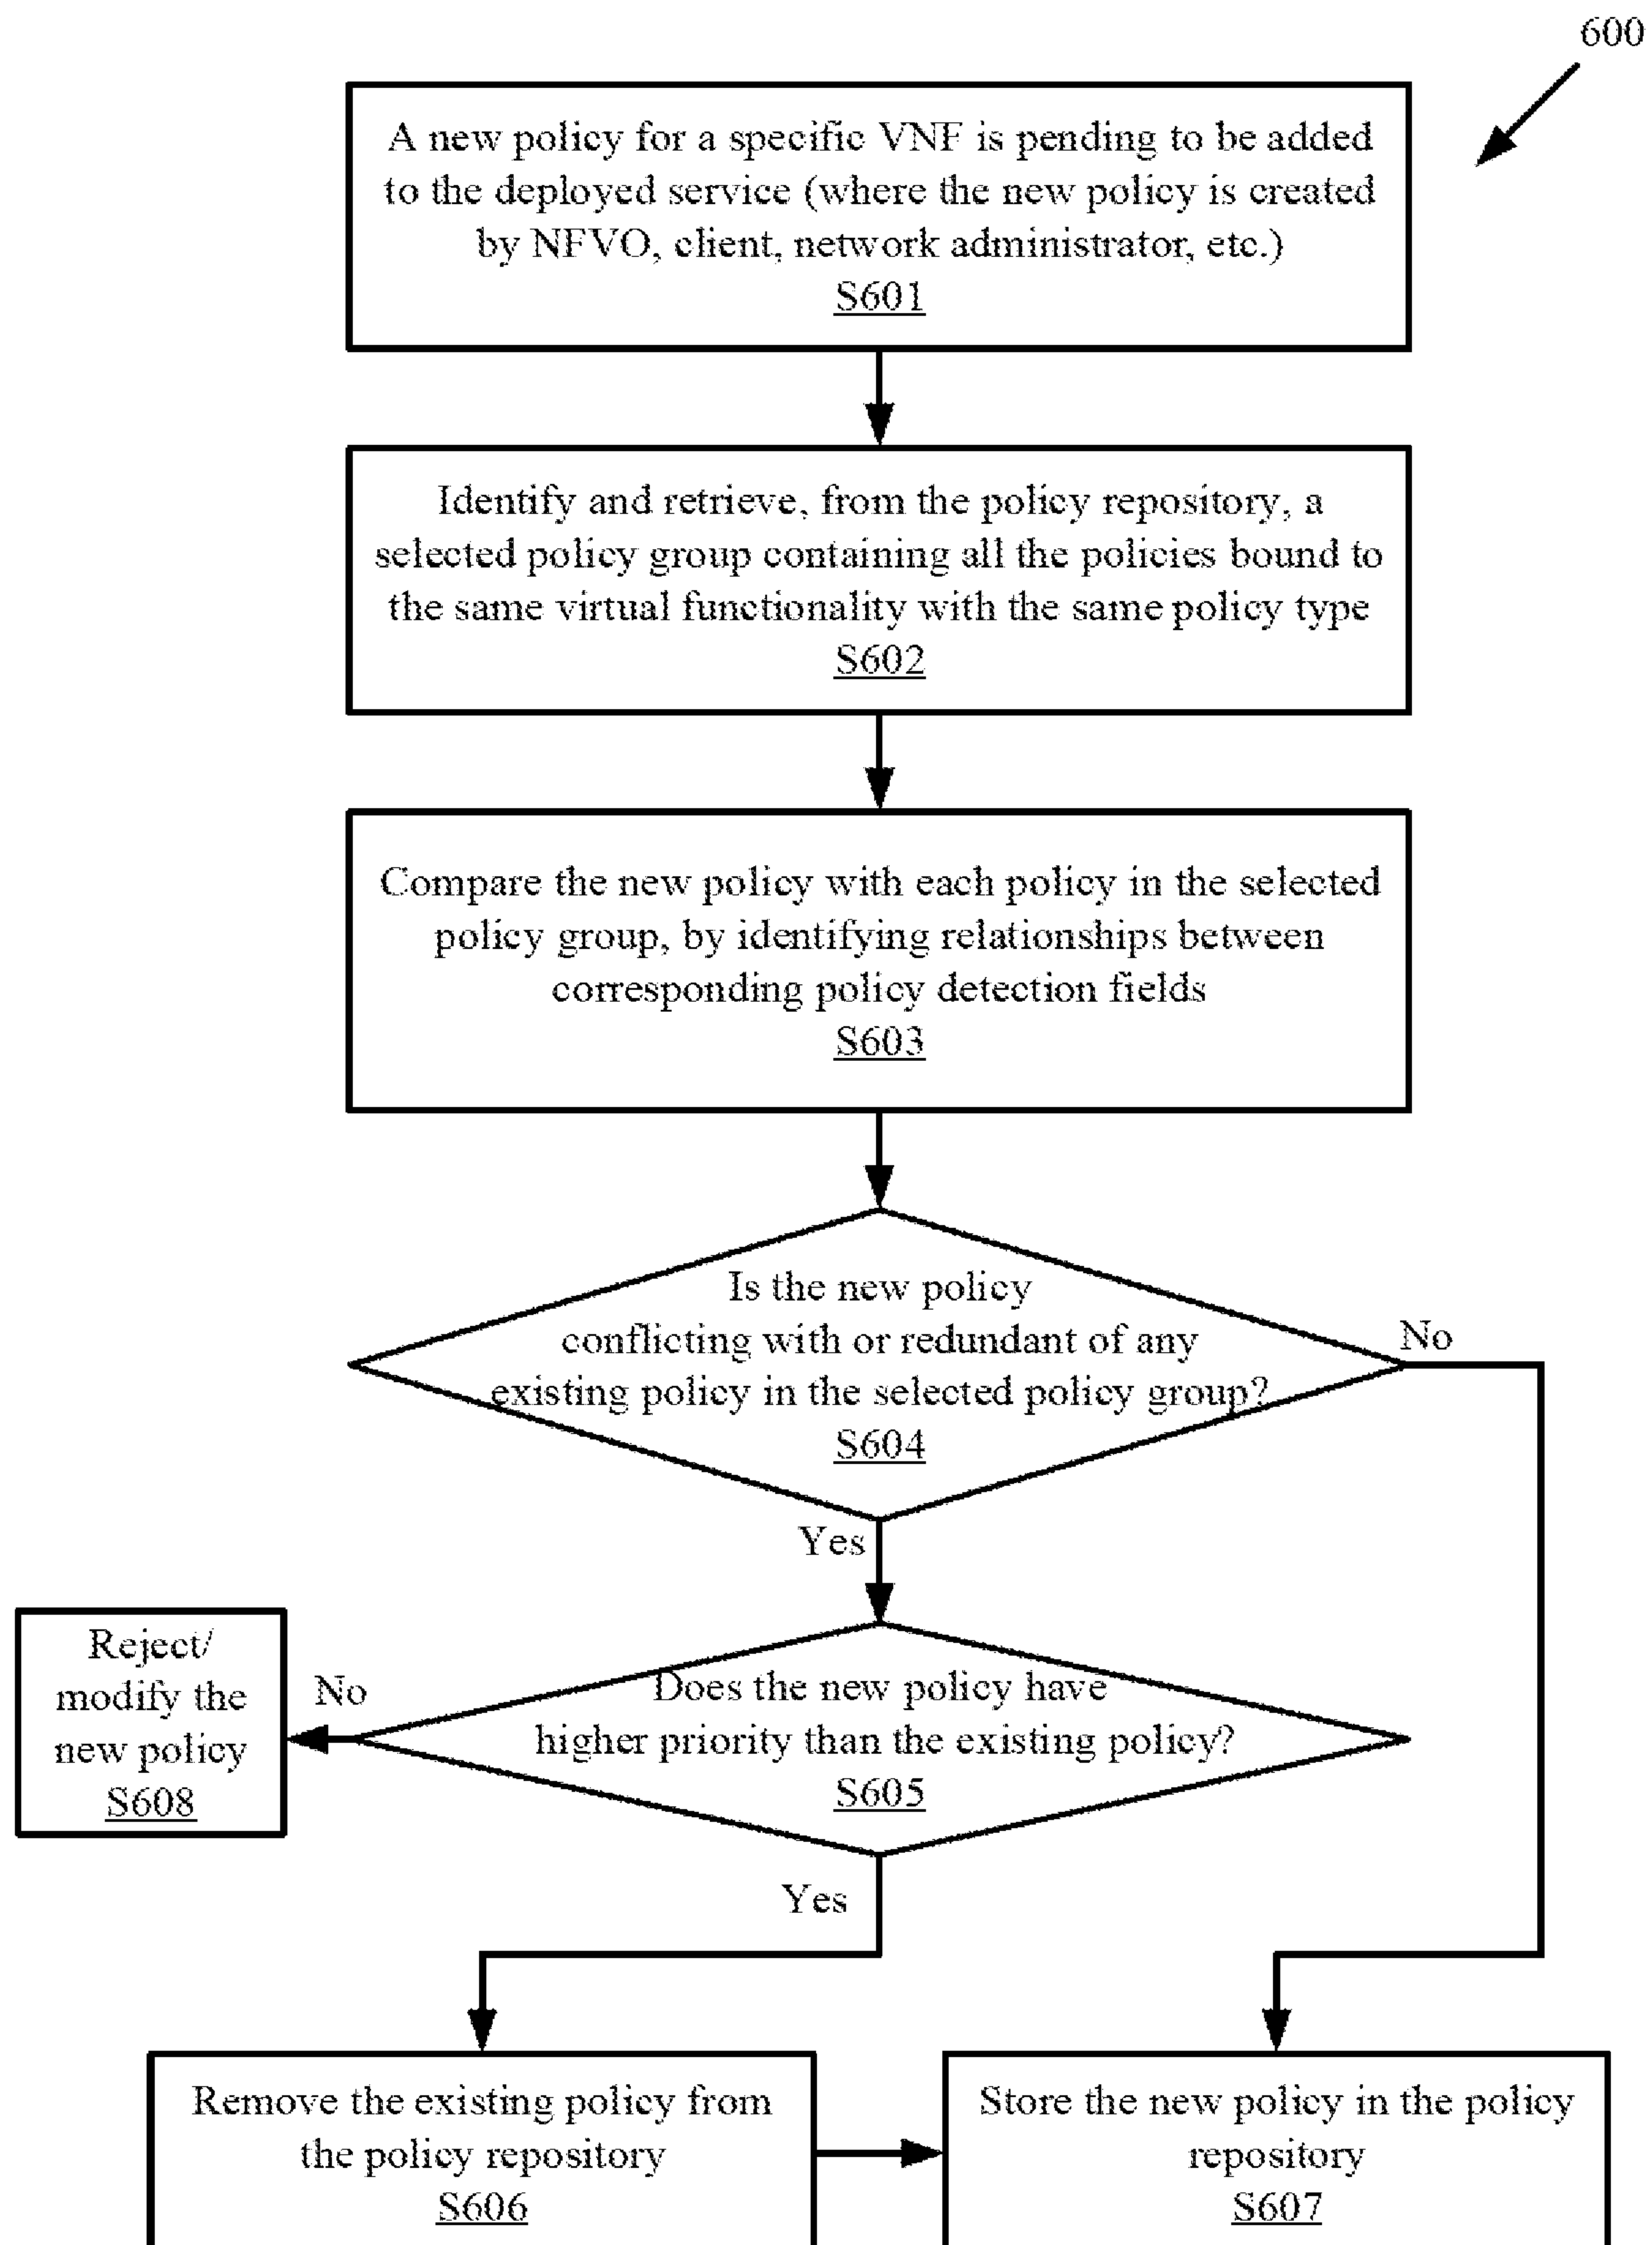 600
A new policy for a specific VNF is pending to be added
to the deployed service (where the new policy is created
by NFVO, client, network administrator, etc.)
S601
Identify and retrieve, from the policy repository, a
selected policy group containing all the policies bound to
the same virtual functionality with the same policy type
S602
Compare the new policy with each policy in the selected
policy group, by identifying relationships between
corresponding policy detection fields
S603
Is the new policy
conflicting with or redundant of any
existing policy in the selected policy group?
S604
No
Yes
Reject/
modify the
new policy
S608
No
Does the new policy have
higher priority than the existing policy?
S605
Yes
Remove the existing policy from
the policy repository
S606
Store the new policy in the policy
repository
S607